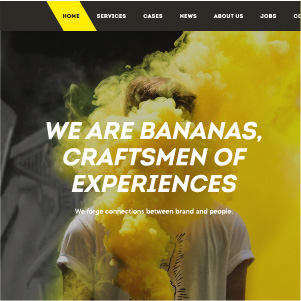 HOME SERVICES CASES NEWS ABOUT US JOBS CO
WE ARE BANANAS,
CRAFTSMEN OF
EXPERIENCES
We forge connections between brand and people.